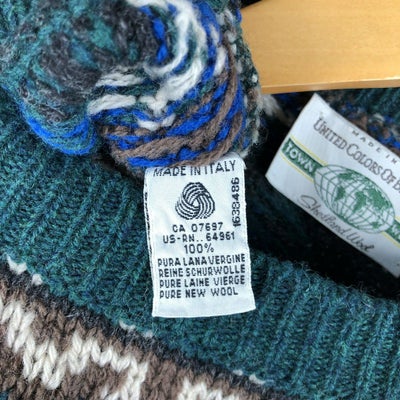 MADE IN ITALY
1638486
CA 07697
US-RN.. 64961
100%
PURA LANA VERGINE
REIHE SCHURWOLLE
PURE LAINE VIERGE
PURE NEW WOOL
MADE IN
UNITED COLORS OF
TOWN
Shetland Wool